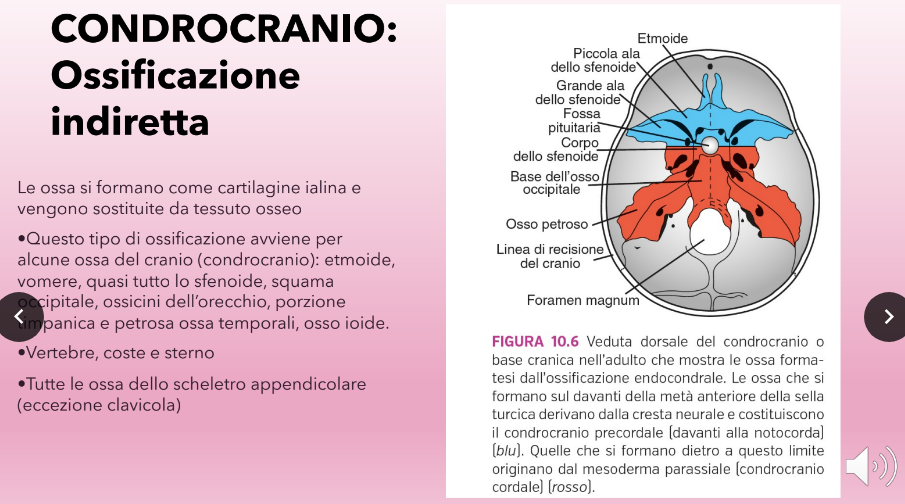 CONDROCRANIO:
Ossificazione
indiretta
Le ossa si formano come cartilagine ialina e
vengono sostituite da tessuto osseo
•Questo tipo di ossificazione avviene per
alcune ossa del cranio (condrocranio): etmoide,
vomere, quasi tutto lo sfenoide, squama
occipitale, ossicini dell'orecchio, porzione
timpanica e petrosa ossa temporali, osso ioide.
•Vertebre, coste e sterno
•Tutte le ossa dello scheletro appendicolare
(eccezione clavicola)
Etmoide
Piccola ala
dello sfenoide
Grande ala
dello sfenoide
Fossa
pituitaria
Corpo
dello sfenoide
Base dell'osso
occipitale
Osso petroso
Linea di recisione
del cranio
Foramen magnum
FIGURA 10.6 Veduta dorsale del condrocranio o
base cranica nell'adulto che mostra le ossa forma-
tesi dall'ossificazione endocondrale. Le ossa che si
formano sul davanti della metà anteriore della sella
turcica derivano dalla cresta neurale e costituiscono
il condrocranio precordale (davanti alla notocorda)
(blu). Quelle che si formano dietro a questo limite
originano dal mesoderma parassiale (condrocranio
cordale) (rosso).